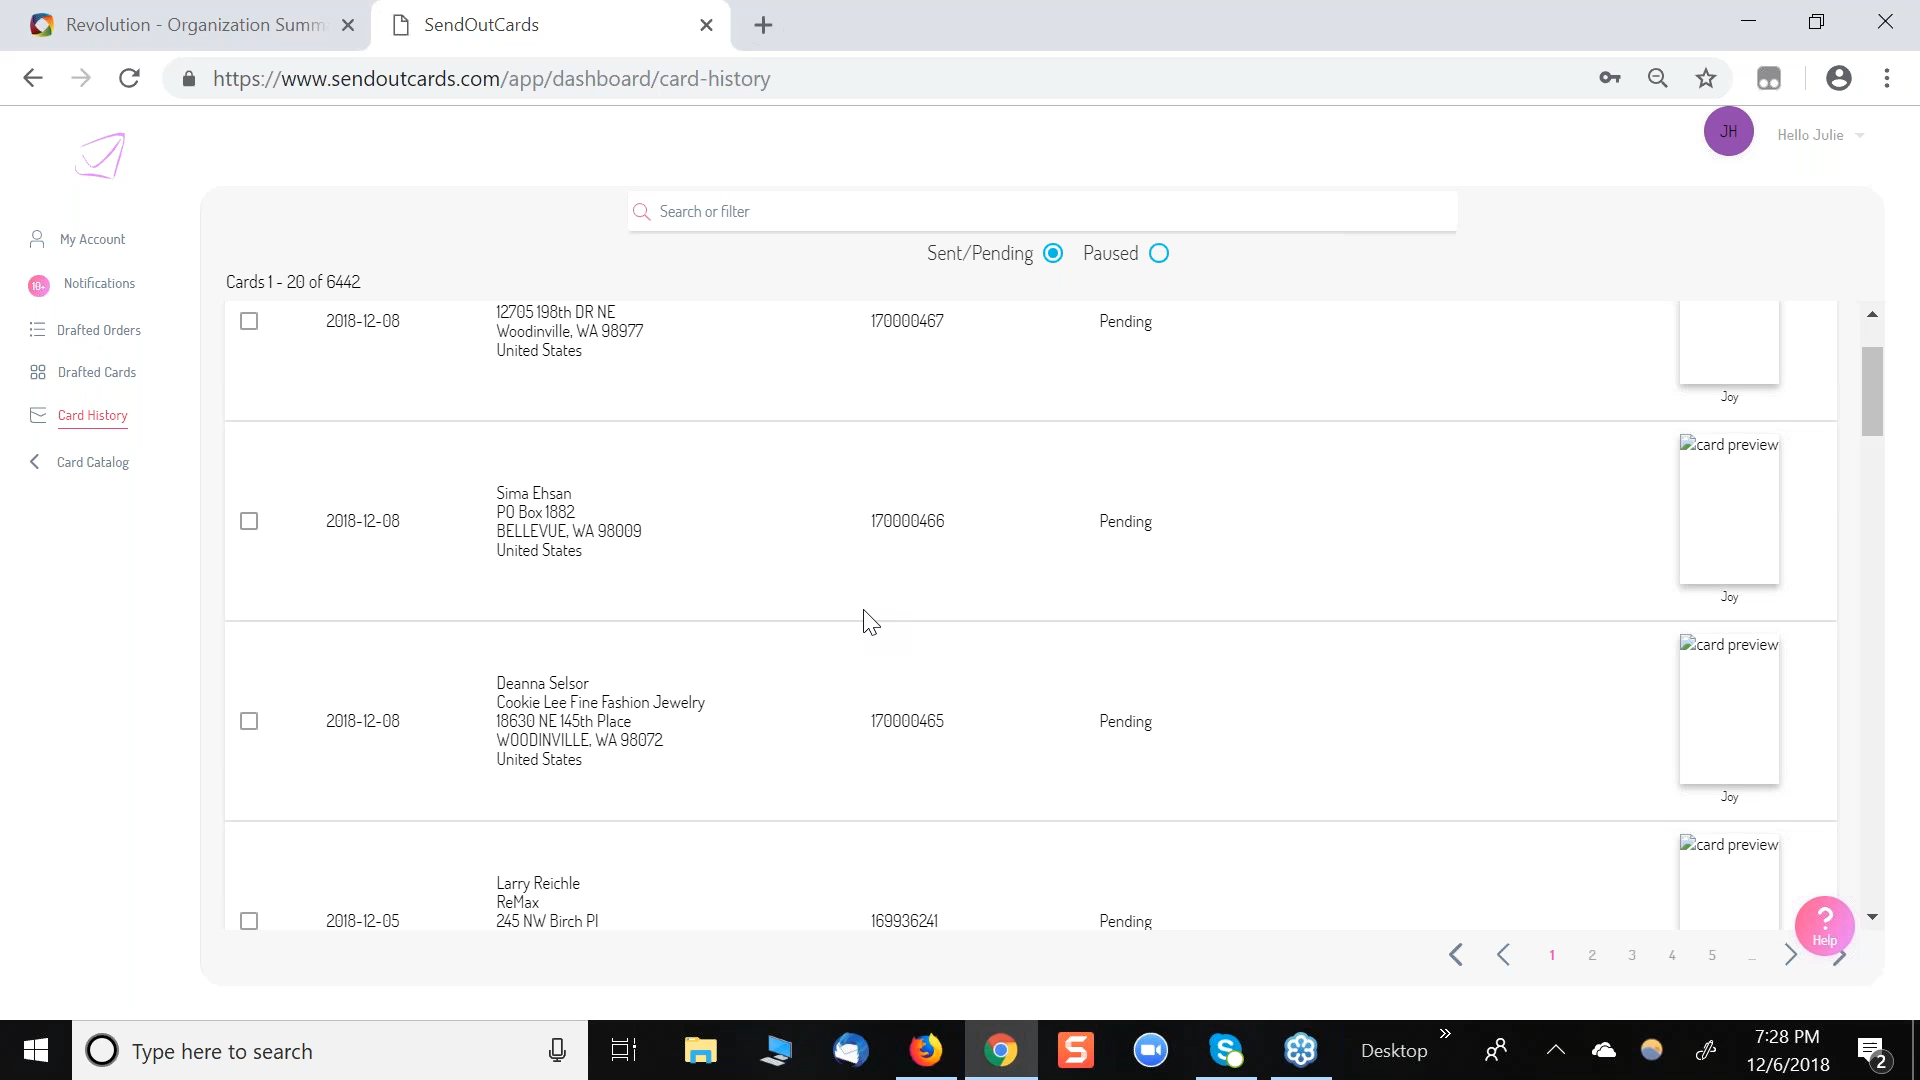 Revolution - Organization Summ
SendOutCards
https://www.sendoutcards.com/app/dashboard/card-history
JH
Hello Julie
My Account
10+
Notifications
Drafted Orders
Drafted Cards
Card History
Card Catalog
Search or filter
Sent/Pending
Paused
Cards 1 - 20 of 6442
2018-12-08
12705 198th DR NE
Woodinville, WA 98977
United States
170000467
Pending
Joy
2018-12-08
Sima Ehsan
PO Box 1882
BELLEVUE, WA 98009
United States
170000466
Pending
card preview
Joy
2018-12-08
Deanna Selsor
Cookie Lee Fine Fashion Jewelry
18630 NE 145th Place
WOODINVILLE, WA 98072
United States
170000465
Pending
card preview
Joy
2018-12-05
Larry Reichle
ReMax
245 NW Birch Pl
169936241
Pending
card preview
? Help
1 2 3 4 5 ...
Type here to search
Desktop
7:28 PM
12/6/2018
2